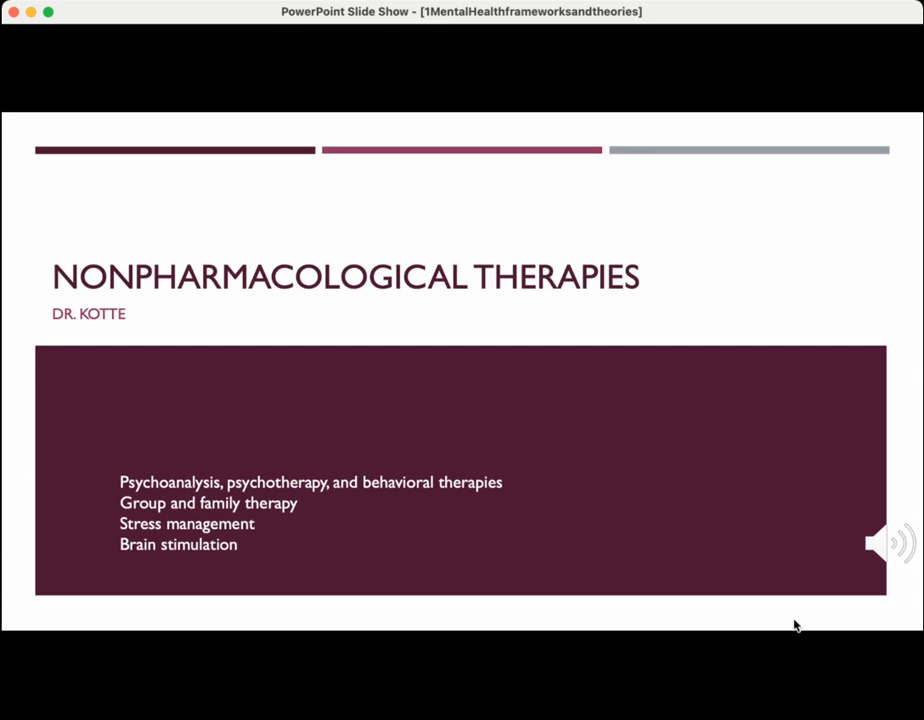 PowerPoint Slide Show - [1MentalHealthframeworksandtheories]
NONPHARMACOLOGICAL THERAPIES
DR. KOTTE
Psychoanalysis, psychotherapy, and behavioral therapies
Group and family therapy
Stress management
Brain stimulation